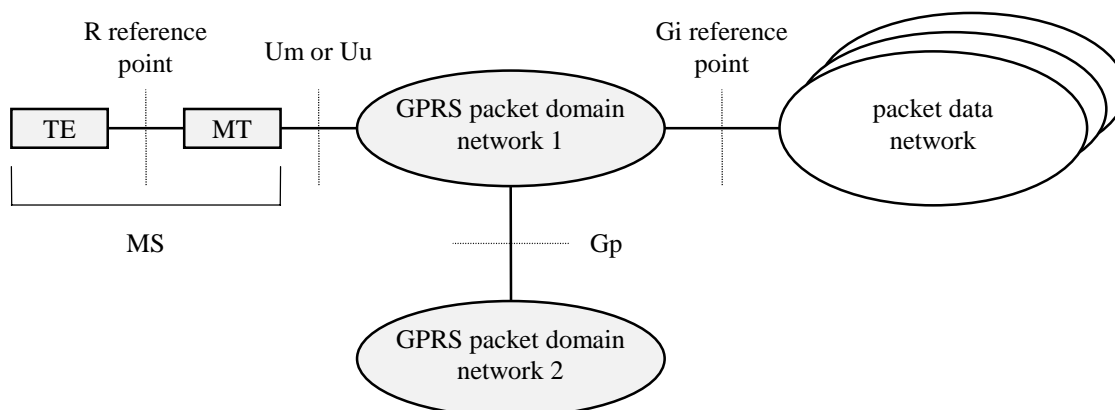 R reference
point
Um or Uu
Gi reference
point
TE
MT
GPRS packet domain
network 1
packet data
network
MS
Gp
GPRS packet domain
network 2